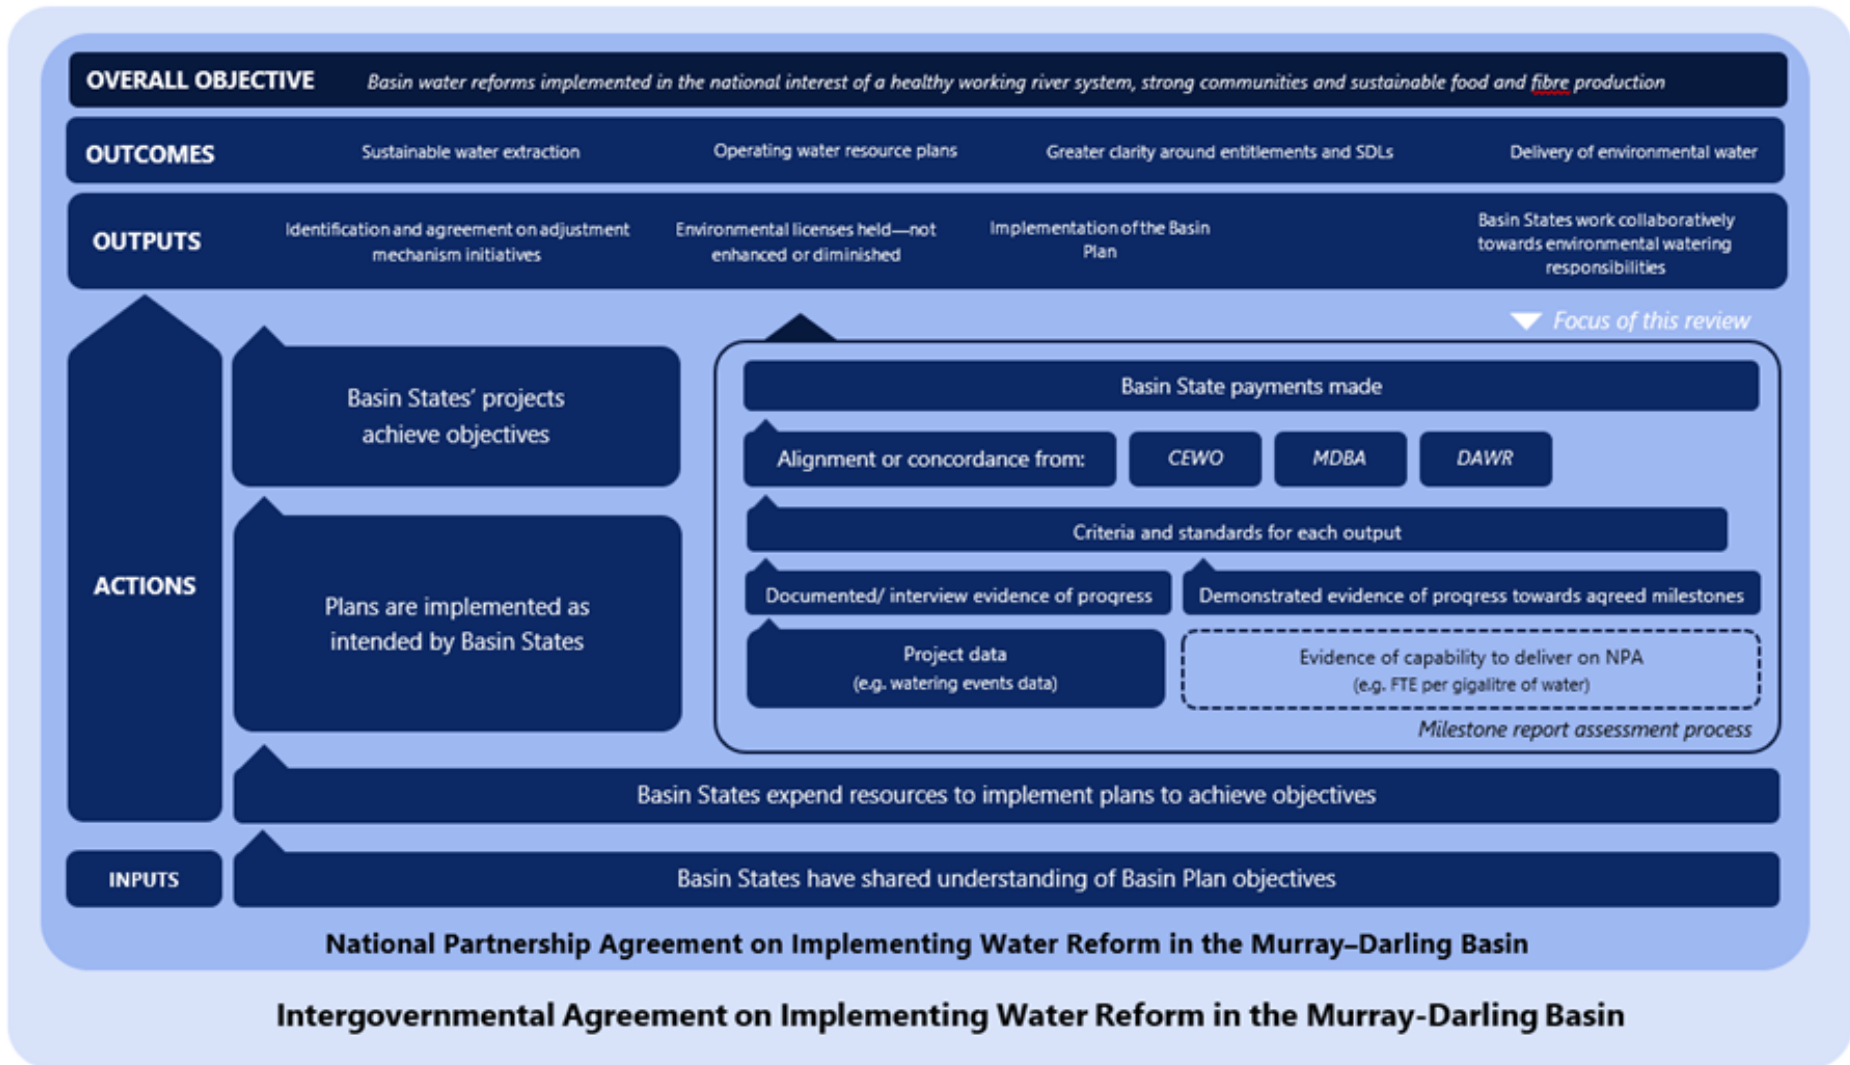 OVERALL OBJECTIVE
Basin water reforms implemented in the national interest of a healthy working river system, strong communities and sustainable food and fibre production
OUTCOMES
Sustainable water extraction
Operating water resource plans
Greater clarity around entitlements and SDLs
Delivery of environmental water
OUTPUTS
Identification and agreement on adjustment
mechanism initiatives
Environmental licenses held—not
enhanced or diminished
Implementation of the Basin
Plan
Basin States work collaboratively
towards environmental watering
responsibilities
Focus of this review
ACTIONS
Basin States' projects
achieve objectives
Plans are implemented as
intended by Basin States
Basin State payments made
Alignment or concordance from:
CEWO
MDBA
DAWR
Criteria and standards for each output
Documented/ interview evidence of progress
Demonstrated evidence of progress towards agreed milestones
Project data
(e.g. watering events data)
Evidence of capability to deliver on NPA
(e.g. FTE per gigalitre of water)
Milestone report assessment process
Basin States expend resources to implement plans to achieve objectives
INPUTS
Basin States have shared understanding of Basin Plan objectives
National Partnership Agreement on Implementing Water Reform in the Murray–Darling Basin
Intergovernmental Agreement on Implementing Water Reform in the Murray-Darling Basin